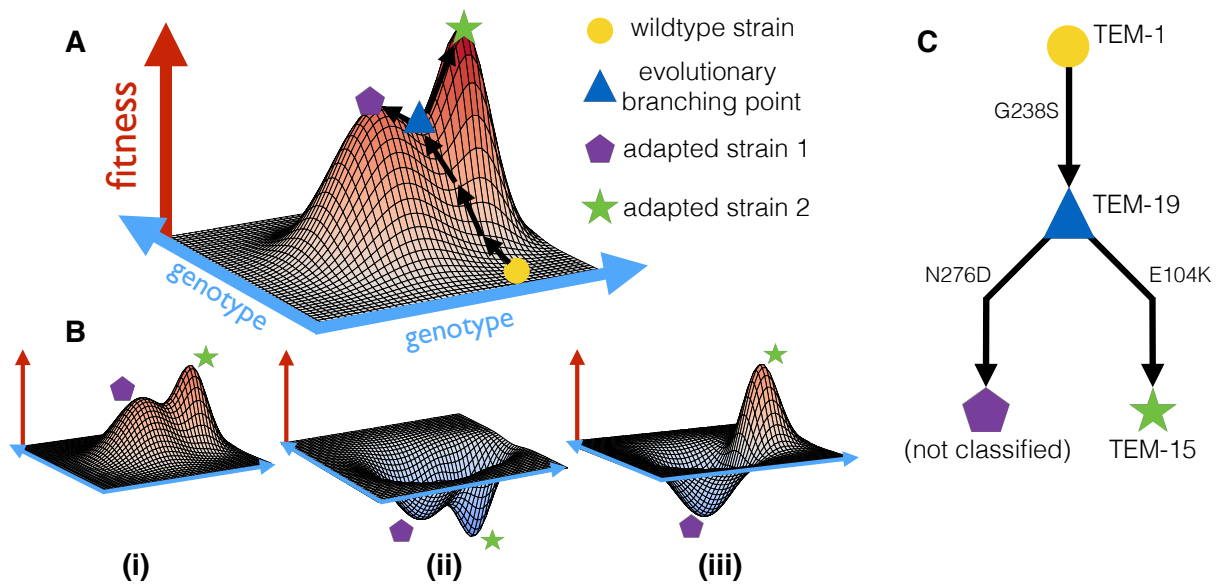 A
fitness
genotype
genotype
wildtype strain
evolutionary
branching point
adapted strain 1
adapted strain 2
B
(i)
(ii)
(iii)
C
TEM-1
G238S
TEM-19
N276D
E104K
(not classified)
TEM-15